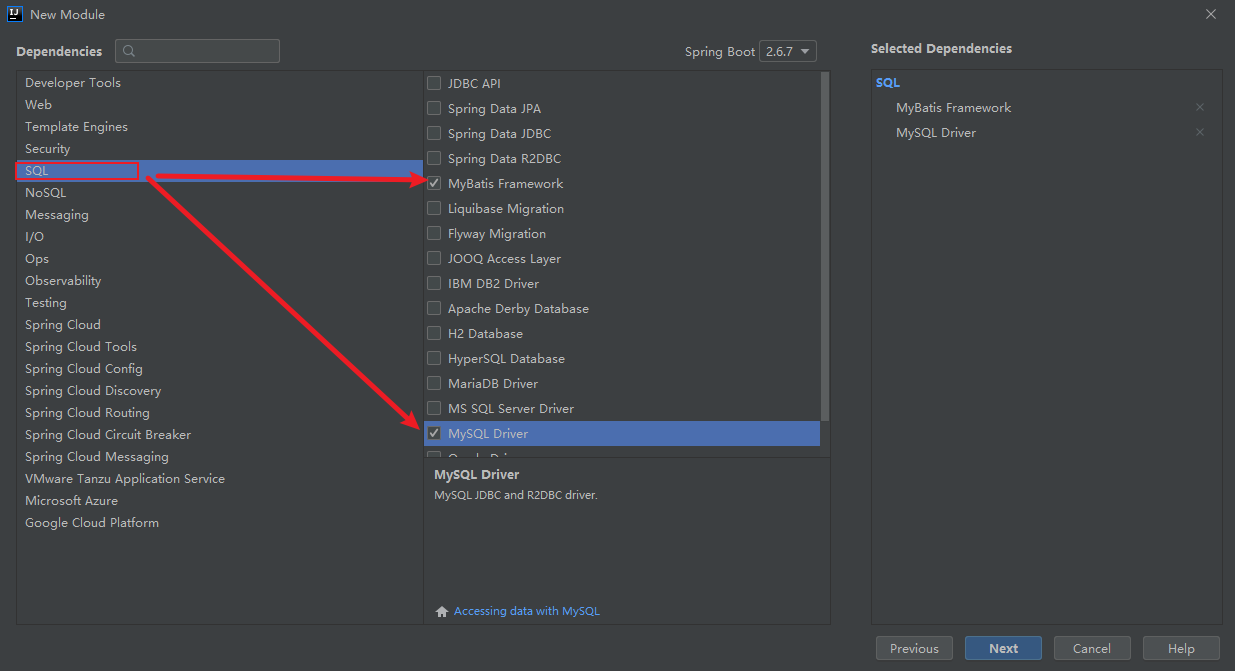 New Module
Dependencies
Spring Boot 2.6.7
Developer Tools
Web
Template Engines
Security
SQL
NoSQL
Messaging
I/O
Ops
Observability
Testing
Spring Cloud
Spring Cloud Tools
Spring Cloud Config
Spring Cloud Discovery
Spring Cloud Routing
Spring Cloud Circuit Breaker
Spring Cloud Messaging
VMware Tanzu Application Service
Microsoft Azure
Google Cloud Platform
JDBC API
Spring Data JPA
Spring Data JDBC
Spring Data R2DBC
MyBatis Framework
Liquibase Migration
Flyway Migration
JOOQ Access Layer
IBM DB2 Driver
Apache Derby Database
H2 Database
HyperSQL Database
MariaDB Driver
MS SQL Server Driver
MySQL Driver
MySQL Driver
MySQL JDBC and R2DBC driver.
Accessing data with MySQL
Selected Dependencies
SQL
MyBatis Framework
MySQL Driver
Previous
Next
Cancel
Help